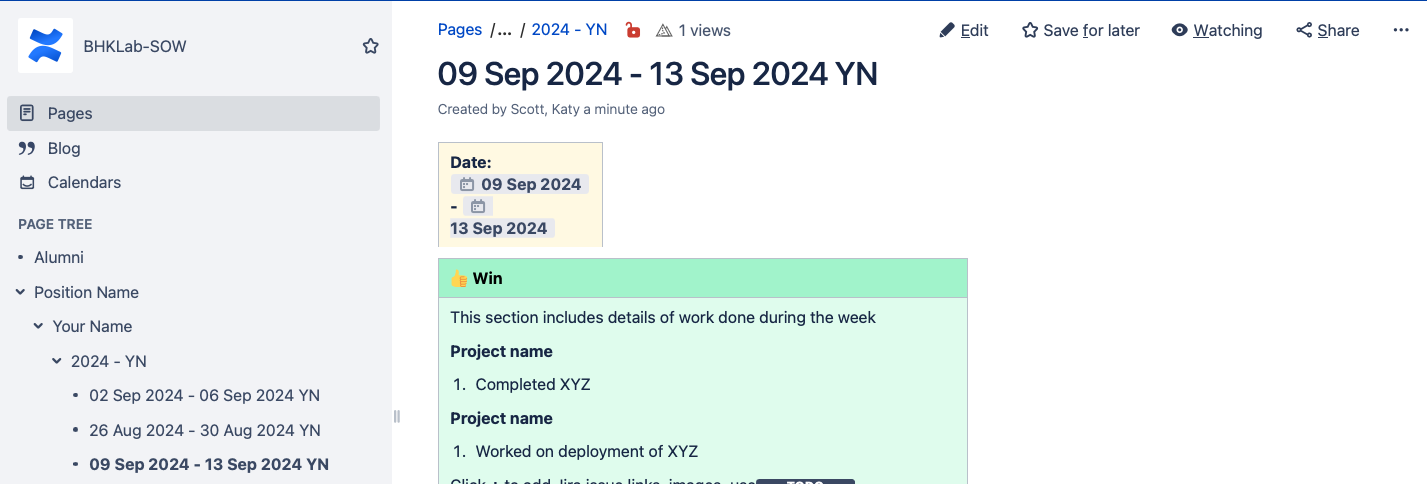 BHKLab-SOW
Pages
Blog
Calendars
PAGE TREE
• Alumni
Position Name
Your Name
2024 - YN
• 02 Sep 2024 - 06 Sep 2024 YN
• 26 Aug 2024 - 30 Aug 2024 YN
• 09 Sep 2024 - 13 Sep 2024 YN
Pages /... / 2024 - YN 1 views
Edit Save for later Watching Share ...
09 Sep 2024 - 13 Sep 2024 YN
Created by Scott, Katy a minute ago
Date:
09 Sep 2024
-
13 Sep 2024
👍 Win
This section includes details of work done during the week
Project name
1. Completed XYZ
Project name
1. Worked on deployment of XYZ